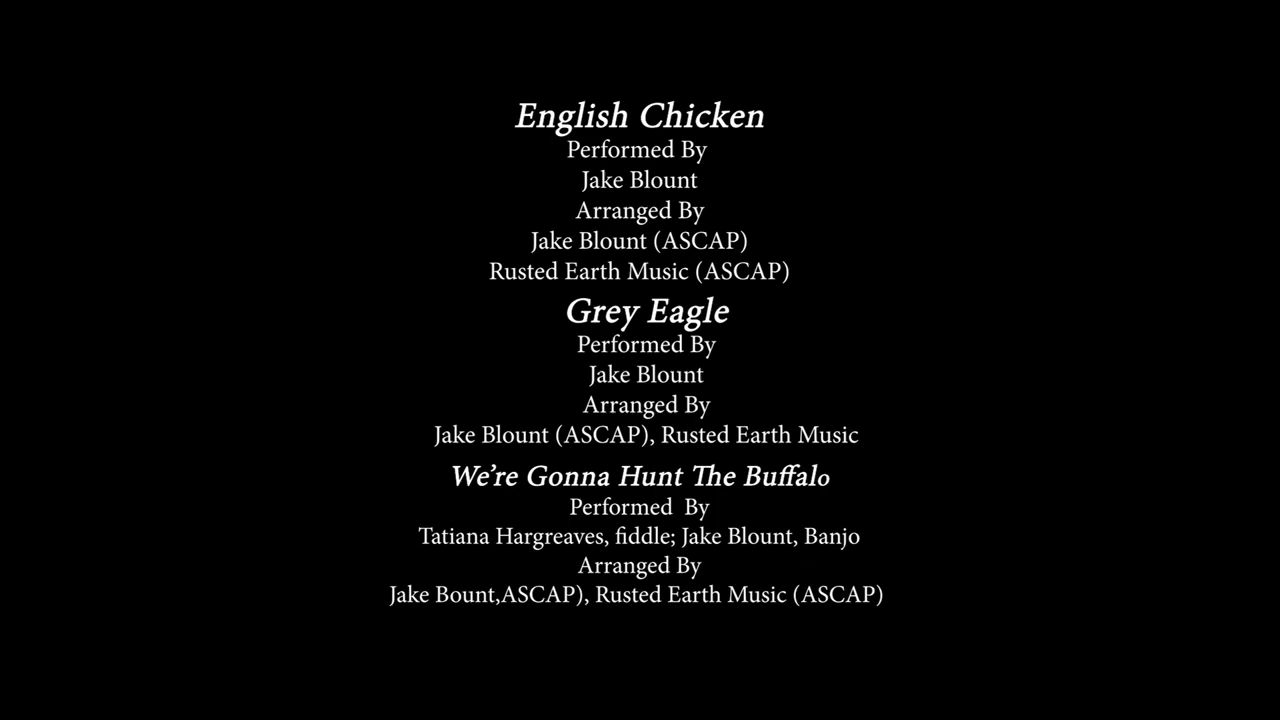 English Chicken
Performed By
Jake Blount
Arranged By
Jake Blount (ASCAP)
Rusted Earth Music (ASCAP)
Grey Eagle
Performed By
Jake Blount
Arranged By
Jake Blount (ASCAP), Rusted Earth Music
We’re Gonna Hunt The Buffalo
Performed  By
Tatiana Hargreaves, fiddle; Jake Blount, Banjo
Arranged By
Jake Bount,ASCAP), Rusted Earth Music (ASCAP)